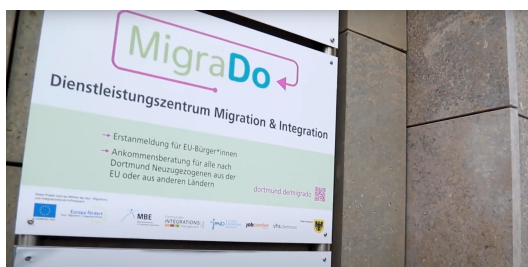 MigraDo
Dienstleistungszentrum Migration & Integration
→ Erstanmeldung für EU-Bürger*innen
→ Ankommensberatung für alle nach
Dortmund Neuzugezogenen aus der
EU oder aus anderen Ländern
dortmund.de/migrado
MBE
INTEGRATIONS
jobcenter
vhs